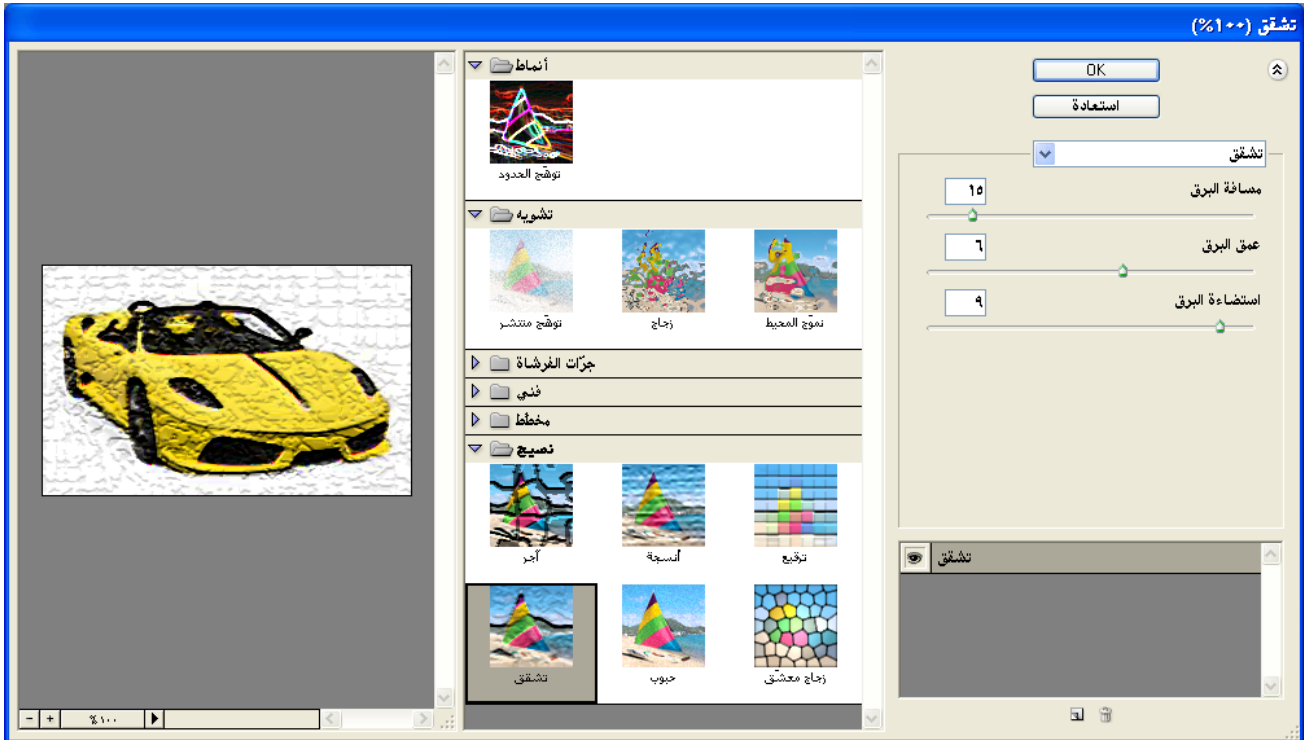 تشقق (١٠٠%)
OK
استعادة
تشقق
مسافة البرق
١٥
عمق البرق
٦
استضاءة البرق
٩
تشقق
أنماط
توهّج الحدود
تشويه
نموّج المحيط
زجاج
توهّج منتشر
جرّات الفرشاة
فني
مخطّط
نسيج
ترقيع
أنسجة
آجر
زجاج معشّق
حبوب
تشقق
- + ١٠٠%